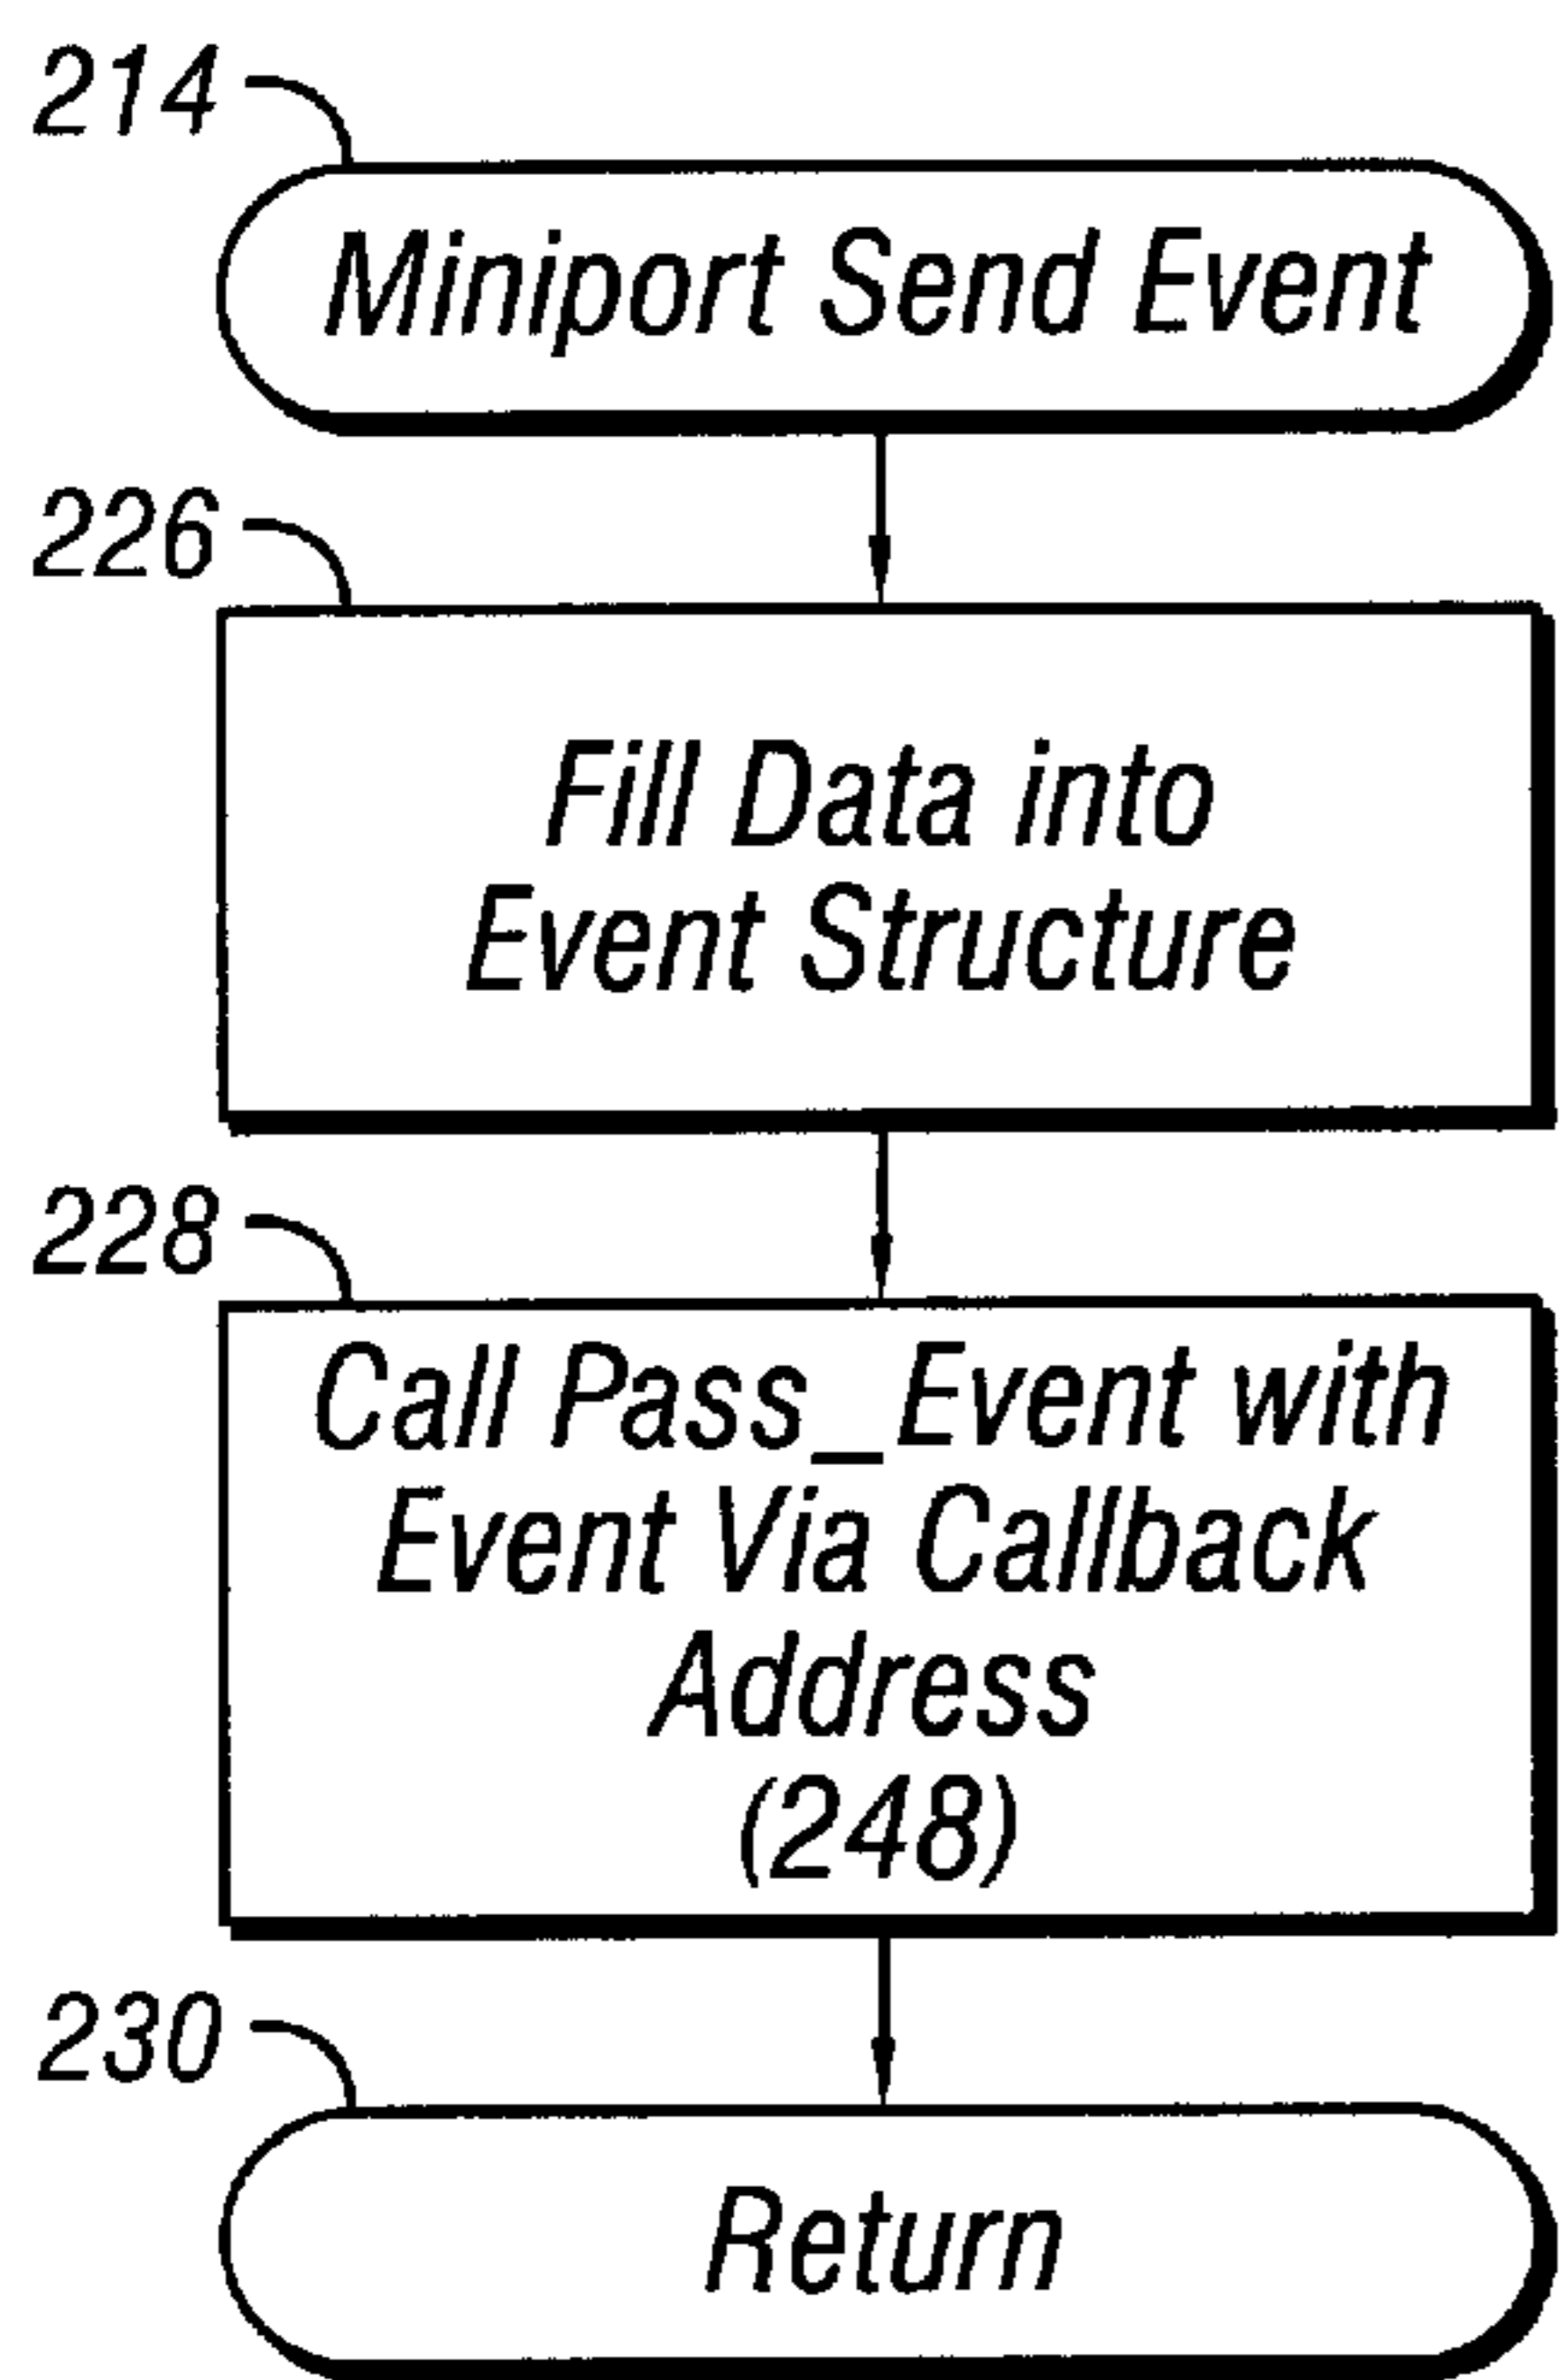 214
Miniport Send Event
226
Fill Data into
Event Structure
228
Call Pass_Event with
Event Via Callback
Address
(248)
230
Return